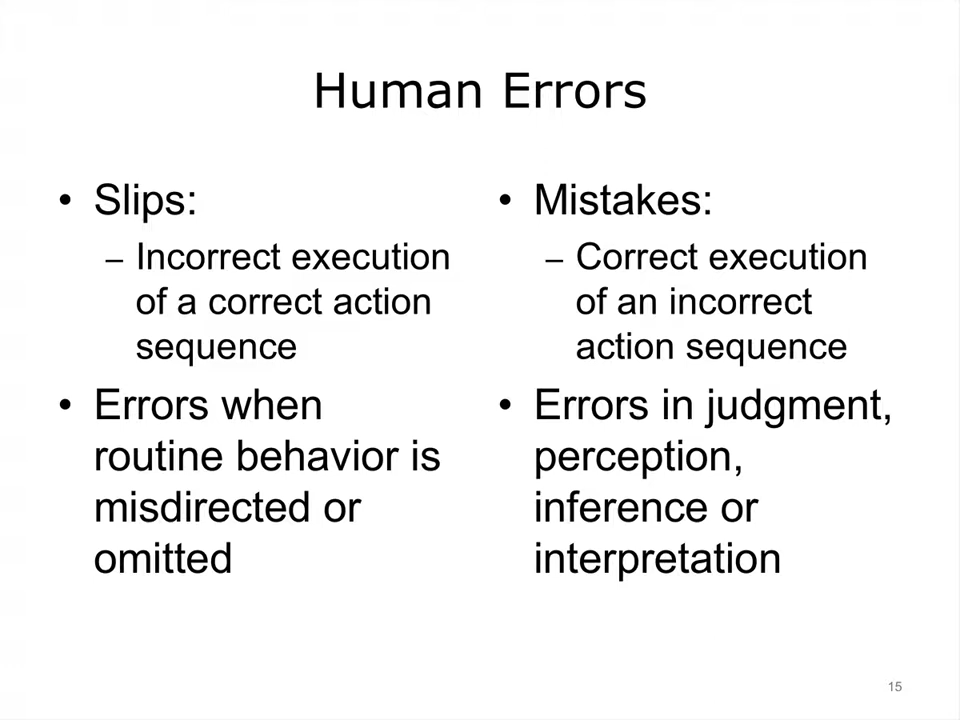 Human Errors
• Slips:
– Incorrect execution
of a correct action
sequence
• Errors when
routine behavior is
misdirected or
omitted
• Mistakes:
– Correct execution
of an incorrect
action sequence
• Errors in judgment,
perception,
inference or
interpretation
15